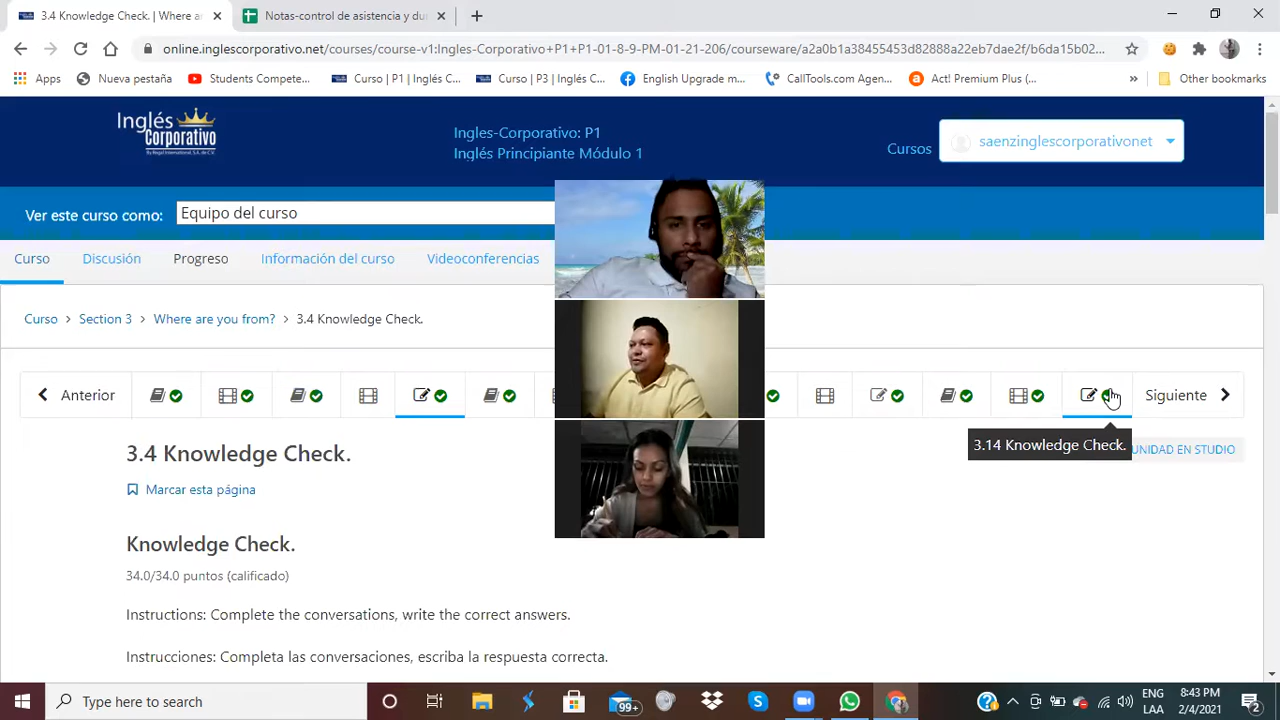 3.4 Knowledge Check. | Where a
Notas-control de asistencia y du
online.inglescorporativo.net/courses/course-v1:Ingles-Corporativo+P1+P1-01-8-9-PM-01-21-206/courseware/a2a0b1a38455453d82888a22eb7dae2f/b6da15b02...
Apps
Nueva pestaña
Students Compete...
Curso | P1 | Inglés C...
Curso | P3 | Inglés C...
English Upgrade m...
CallTools.com Agen...
Act! Premium Plus (...
»
Other bookmarks
Inglés
Corporativo
By Regal International, S.A. de C.V.
Ingles-Corporativo: P1
Inglés Principiante Módulo 1
Cursos
saenzinglescorporativonet
Ver este curso como:
Equipo del curso
Curso
Discusión
Progreso
Información del curso
Videoconferencias
Curso > Section 3 > Where are you from? > 3.4 Knowledge Check.
Anterior
Siguiente
3.14 Knowledge Check.
UNIDAD EN STUDIO
3.4 Knowledge Check.
Marcar esta página
Knowledge Check.
34.0/34.0 puntos (calificado)
Instructions: Complete the conversations, write the correct answers.
Instrucciones: Completa las conversaciones, escriba la respuesta correcta.
Type here to search
99+
ENG
LAA
8:43 PM
2/4/2021
2